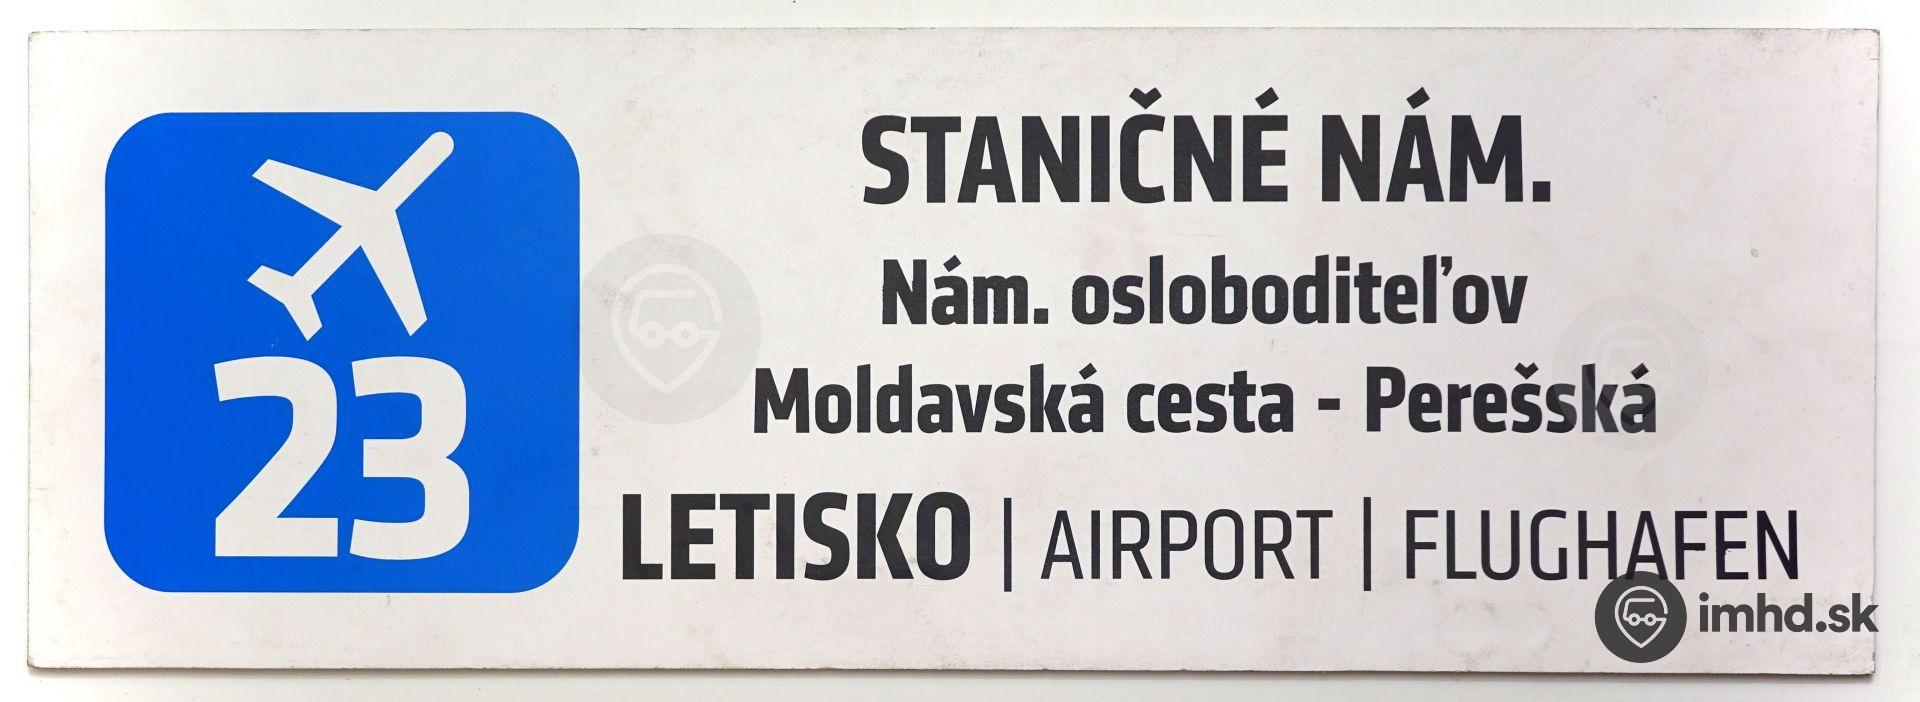 23
STANIČNÉ NÁM.
Nám. osloboditeľov
Moldavská cesta - Perešská
LETISKO | AIRPORT | FLUGHAFEN
imhd.sk